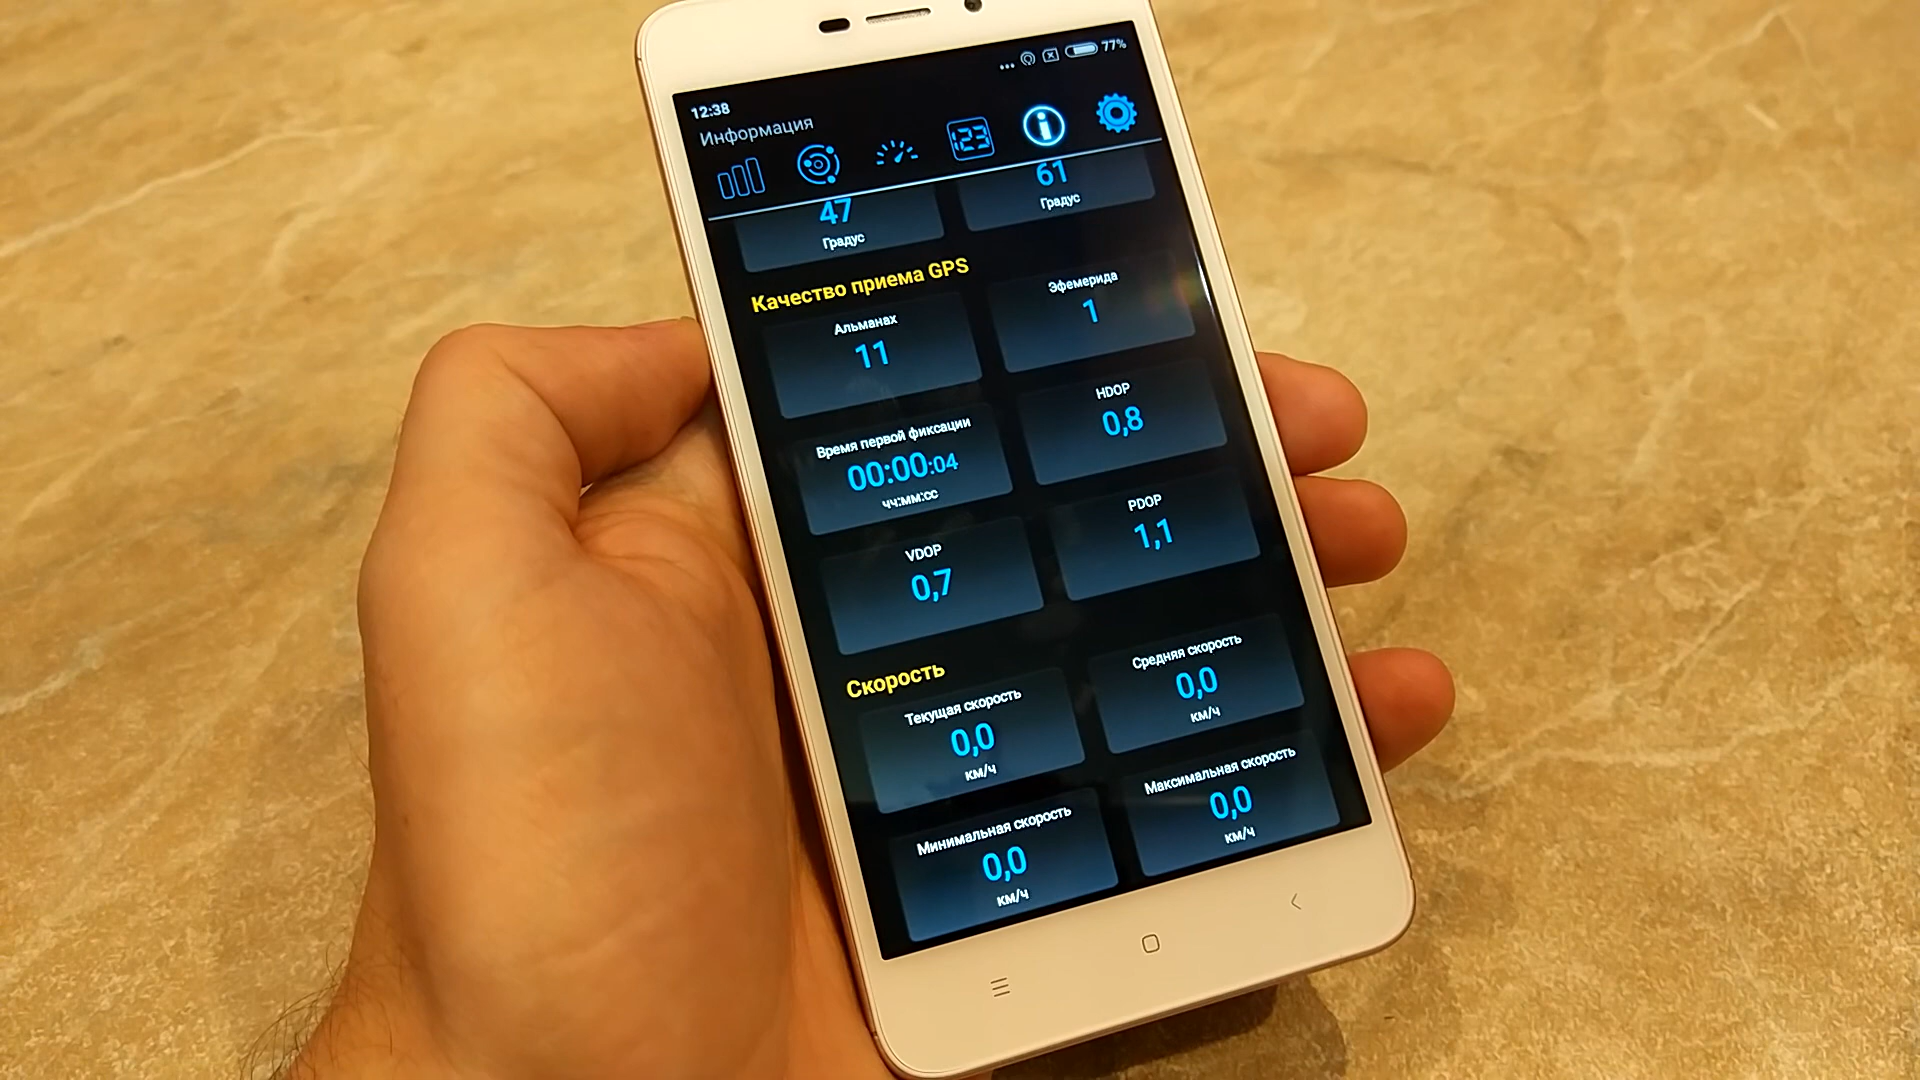 77%
12:38
Информация
123
47
Градус
61
Градус
Качество приема GPS
Альманах
11
Эфемерида
1
Время первой фиксации
00:00:04
чч:мм:сс
HDOP
0,8
VDOP
0,7
PDOP
1,1
Скорость
Текущая скорость
0,0
км/ч
Средняя скорость
0,0
км/ч
Минимальная скорость
0,0
км/ч
Максимальная скорость
0,0
км/ч